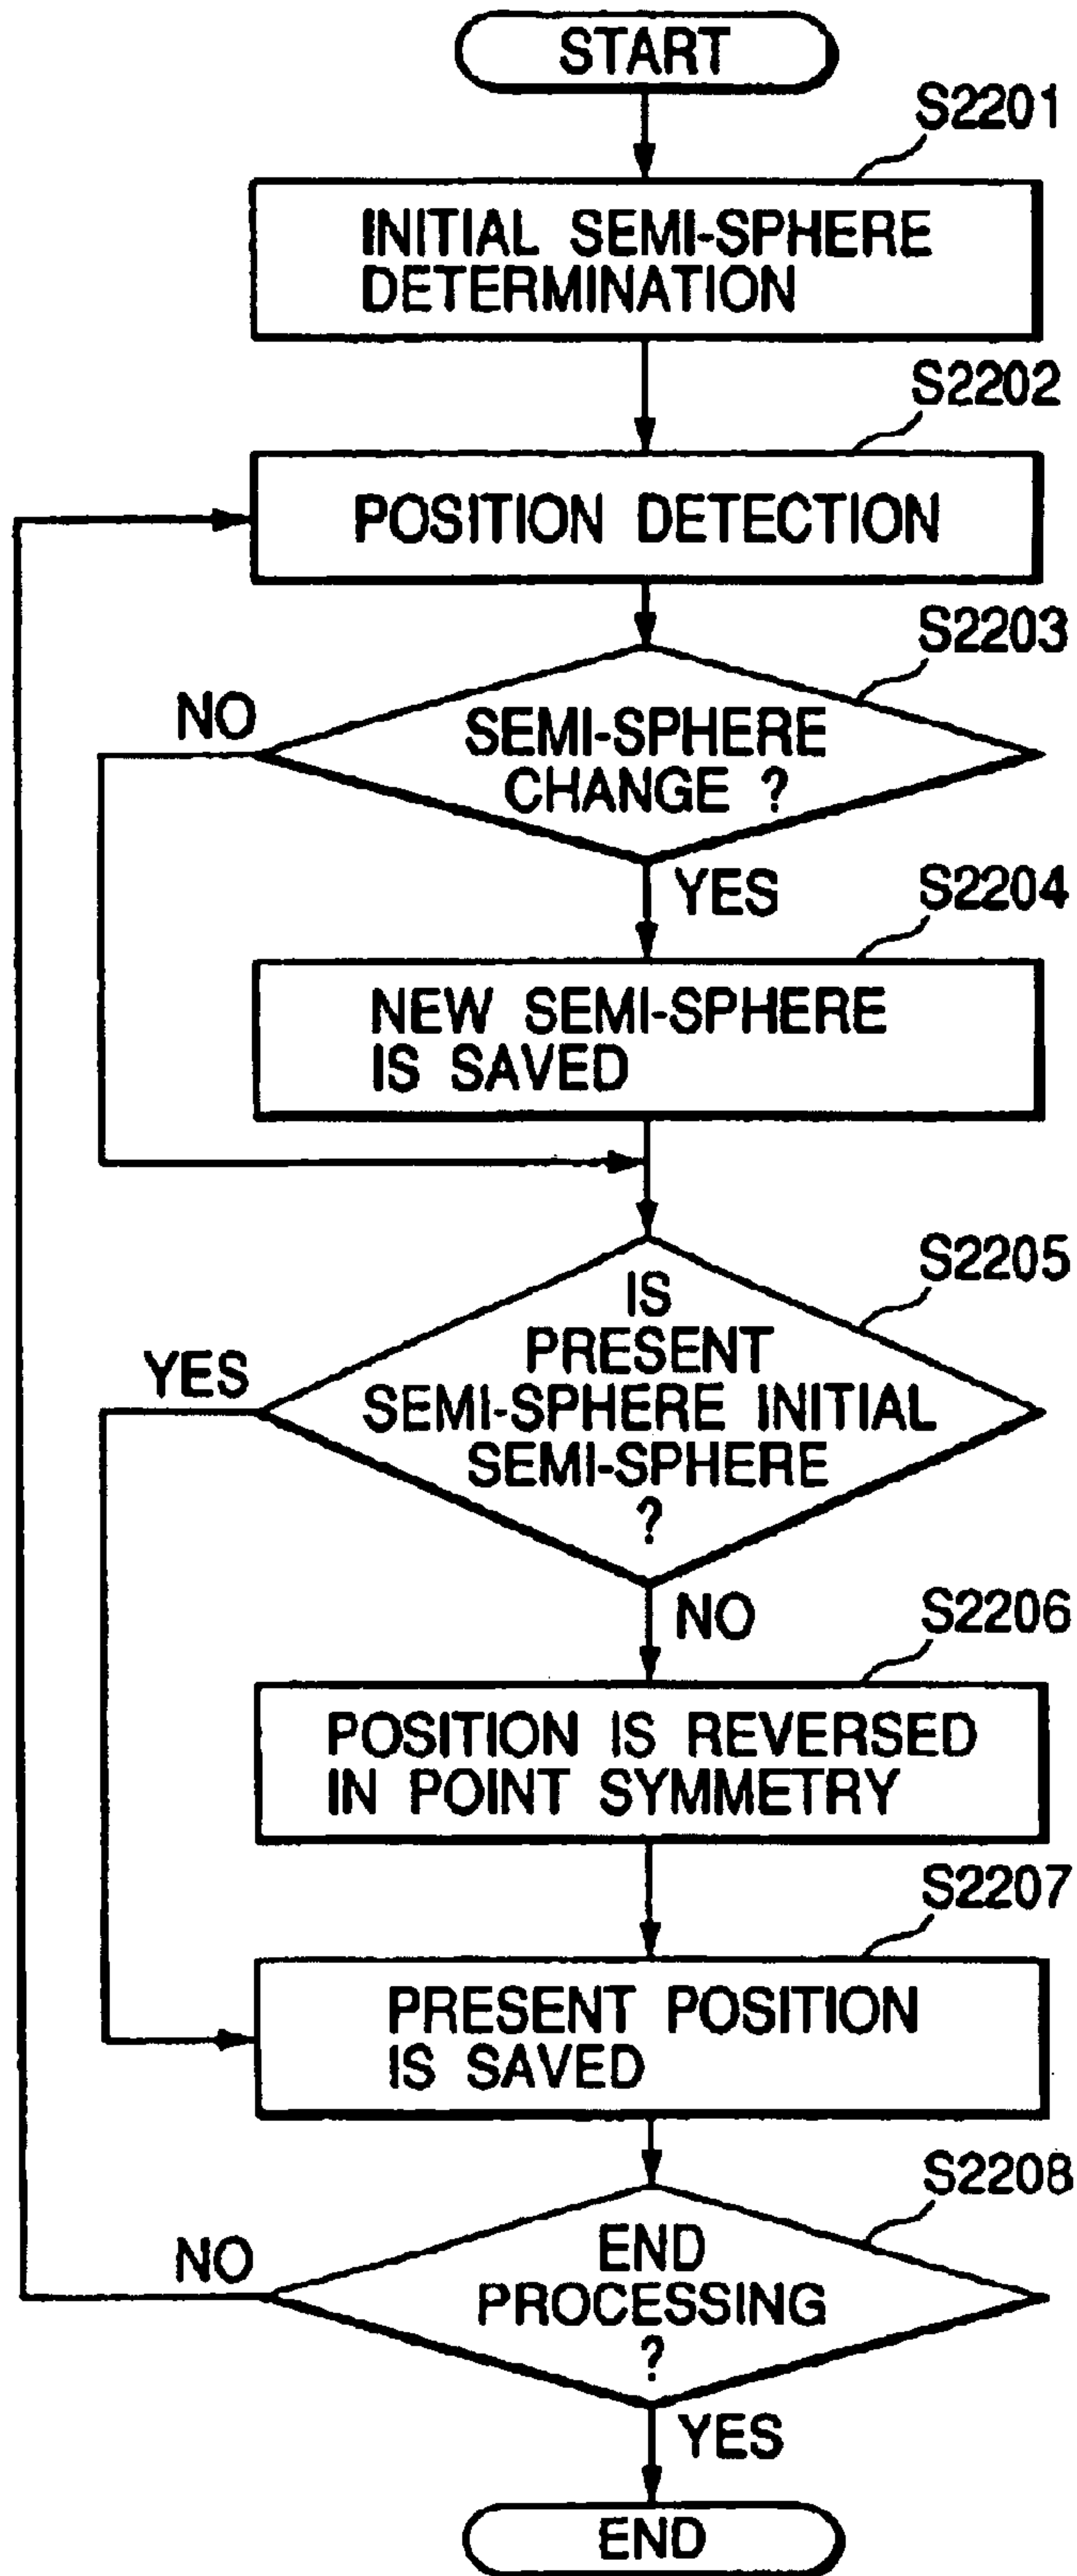 START
S2201
INITIAL SEMI-SPHERE
DETERMINATION
S2202
POSITION DETECTION
S2203
NO
SEMI-SPHERE
CHANGE ?
YES
S2204
NEW SEMI-SPHERE
IS SAVED
S2205
IS
PRESENT
YES
SEMI-SPHERE INITIAL
SEMI-SPHERE
?
NO
S2206
POSITION IS REVERSED
IN POINT SYMMETRY
S2207
PRESENT POSITION
IS SAVED
S2208
NO
END
PROCESSING
?
YES
END